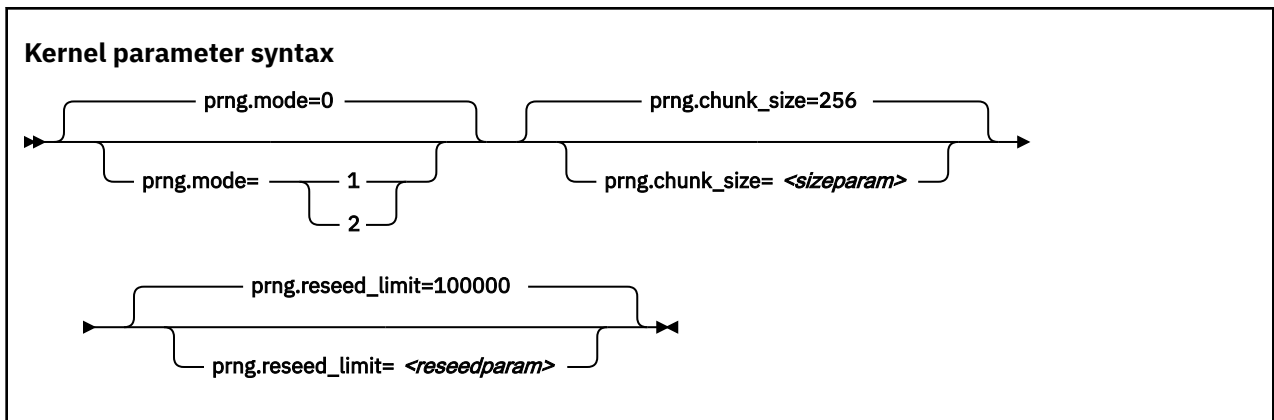 Kernel parameter syntax
prng.mode=0 prng.chunk_size=256
prng.mode= 1 prng.chunk_size= <sizeparam>
2
prng.reseed_limit=100000
prng.reseed_limit= <reseedparam>